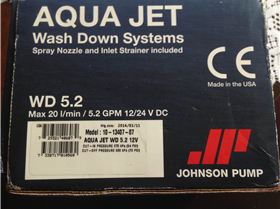 AQUA JET
Wash Down Systems
Spray Nozzle and Inlet Strainer included
CE
Made in the USA
WD 5.2
Max 20 l/min / 5.2 GPM 12/24 V DC
Model: 10-13407-07
AQUA JET WD 5.2 12V
JOHNSON PUMP